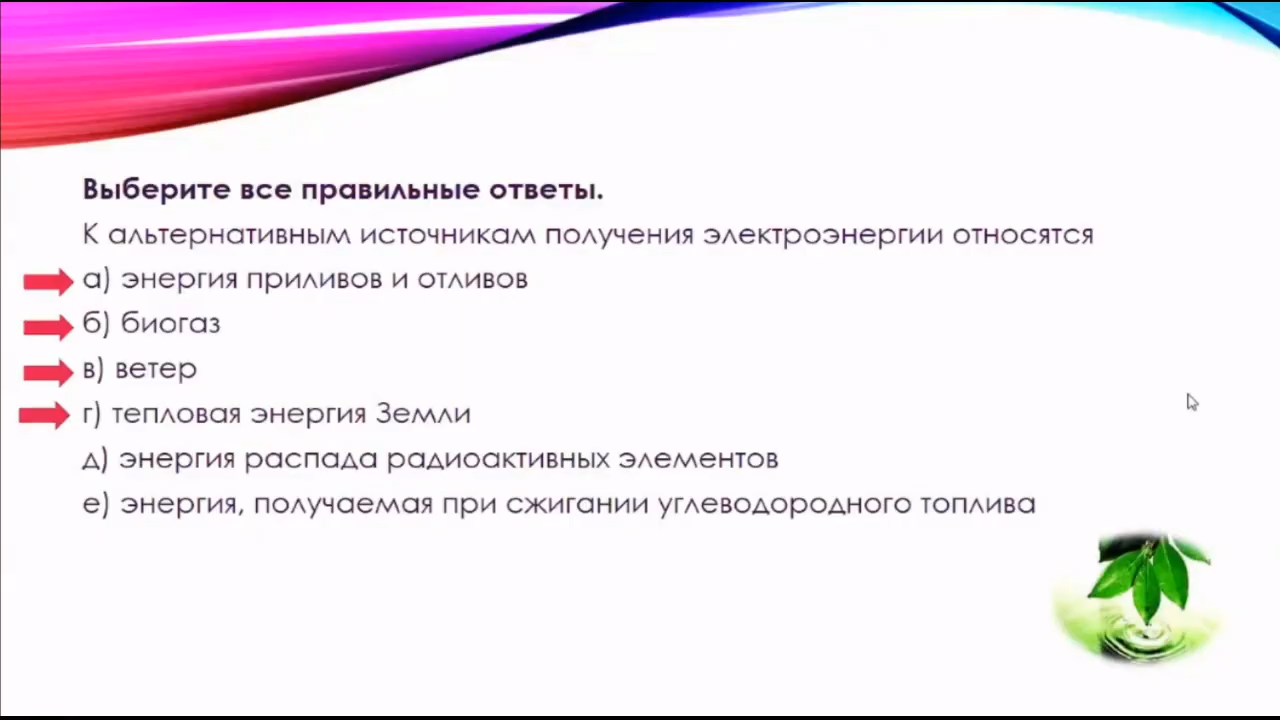 Выберите все правильные ответы.
К альтернативным источникам получения электроэнергии относятся
а) энергия приливов и отливов
б) биогаз
в) ветер
г) тепловая энергия Земли
д) энергия распада радиоактивных элементов
е) энергия, получаемая при сжигании углеводородного топлива